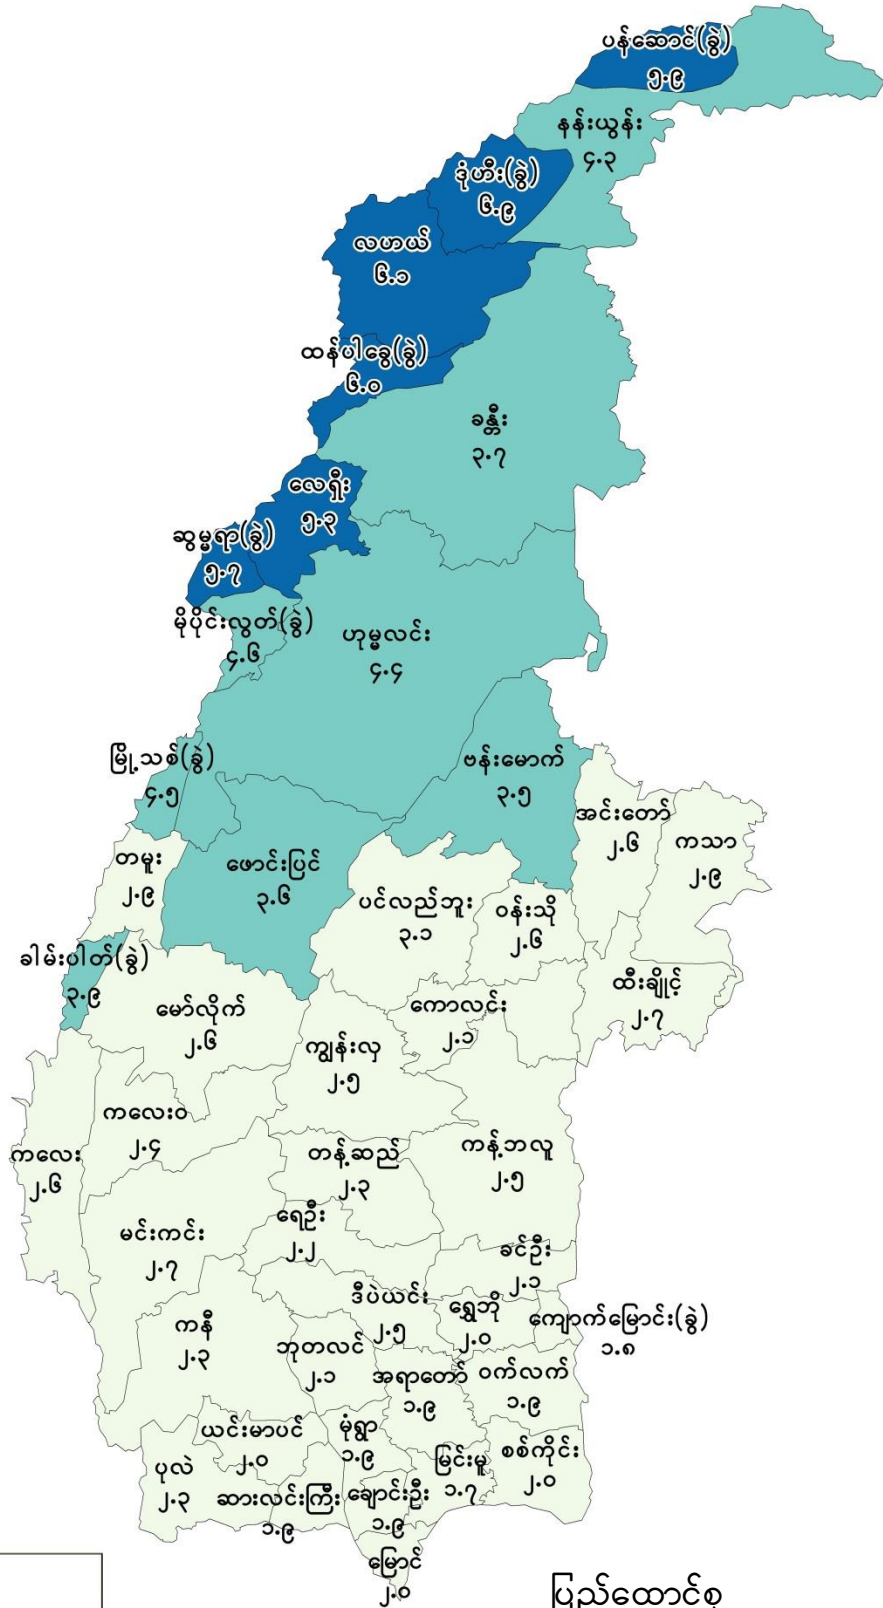 ပန်ဆောင်(ခွဲ)
၅.၉
နန်းယွန်း
၄.၃
ဒုံဟီး(ခွဲ)
၆.၉
လဟယ်
၆.၁
ထန်ပါခွေ(ခွဲ)
၆.၀
ခန္တီး
၃.၇
လေရှီး
၅.၃
ဆွမ္မရာ(ခွဲ)
၅.၇
မိုပိုင်းလွတ်(ခွဲ)
၄.၆
ဟုမ္မလင်း
၄.၄
မြို့သစ်(ခွဲ)
၄.၅
ဗန်းမောက်
၃.၅
အင်းတော်
၂.၆
ကသာ
၂.၉
တမူး
၂.၉
ဖောင်းပြင်
၃.၆
ပင်လည်ဘူး
၃.၁
ဝန်းသို
၂.၆
ခါမ်းပါတ်(ခွဲ)
၃.၉
မော်လိုက်
၂.၆
ကောလင်း
၂.၁
ထီးချိုင့်
၂.၇
ကျွန်းလှ
၂.၅
ကလေးဝ
၂.၄
ကလေး
၂.၆
တန့်ဆည်
၂.၃
ကန့်ဘလူ
၂.၅
မင်းကင်း
၂.၇
ရေဦး
၂.၂
ခင်ဦး
၂.၁
ဒီပဲယင်း
၂.၅
ရွှေဘို
၂.၀
ကျောက်မြောင်း(ခွဲ)
၁.၈
ကနီ
၂.၃
ဘုတလင်
၂.၁
အရာတော်
၁.၉
ဝက်လက်
၁.၉
ယင်းမာပင်
၂.၀
မုံရွာ
၁.၉
မြင်းမူ
၁.၇
စစ်ကိုင်း
၂.၀
ပုလဲ
၂.၃
ဆားလင်းကြီး
၁.၉
ချောင်းဦး
၁.၉
မြောင်
၂.၀
ပြည်ထောင်စု